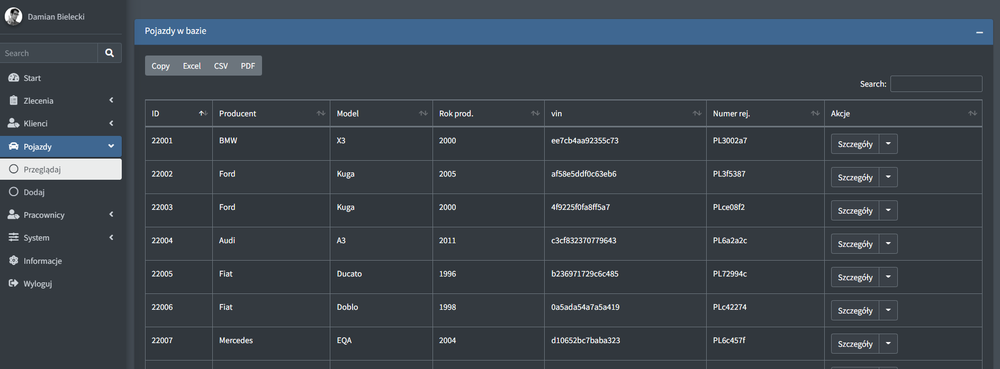 Damian Bielecki
Search
Start
Zlecenia
Klienci
Pojazdy
Przeglądaj
Dodaj
Pracownicy
System
Informacje
Wyloguj
Pojazdy w bazie
Copy Excel CSV PDF
Search:
ID Producent Model Rok prod. vin Numer rej. Akcje
22001 BMW X3 2000 ee7cb4aa92355c73 PL3002a7 Szczegóły
22002 Ford Kuga 2005 af58e5ddf0c63eb6 PL3f5387 Szczegóły
22003 Ford Kuga 2000 4f9225f0fa8ff5a7 PLce08f2 Szczegóły
22004 Audi A3 2011 c3cf832370779643 PL6a2a2c Szczegóły
22005 Fiat Ducato 1996 b236971729c6c485 PL72994c Szczegóły
22006 Fiat Doblo 1998 0a5ada54a7a5a419 PLc42274 Szczegóły
22007 Mercedes EQA 2004 d10652bc7baba323 PL6c457f Szczegóły